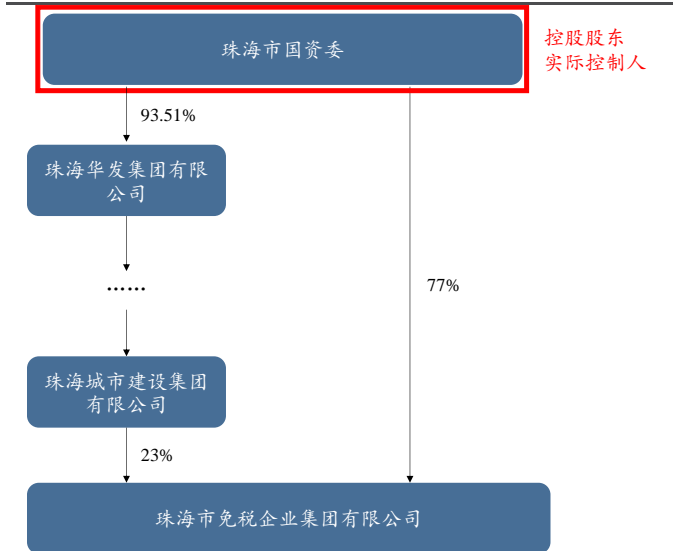 珠海市国资委
控股股东
实际控制人
93.51%
珠海华发集团有限
公司
……
77%
珠海城市建设集团
有限公司
23%
珠海市免税企业集团有限公司